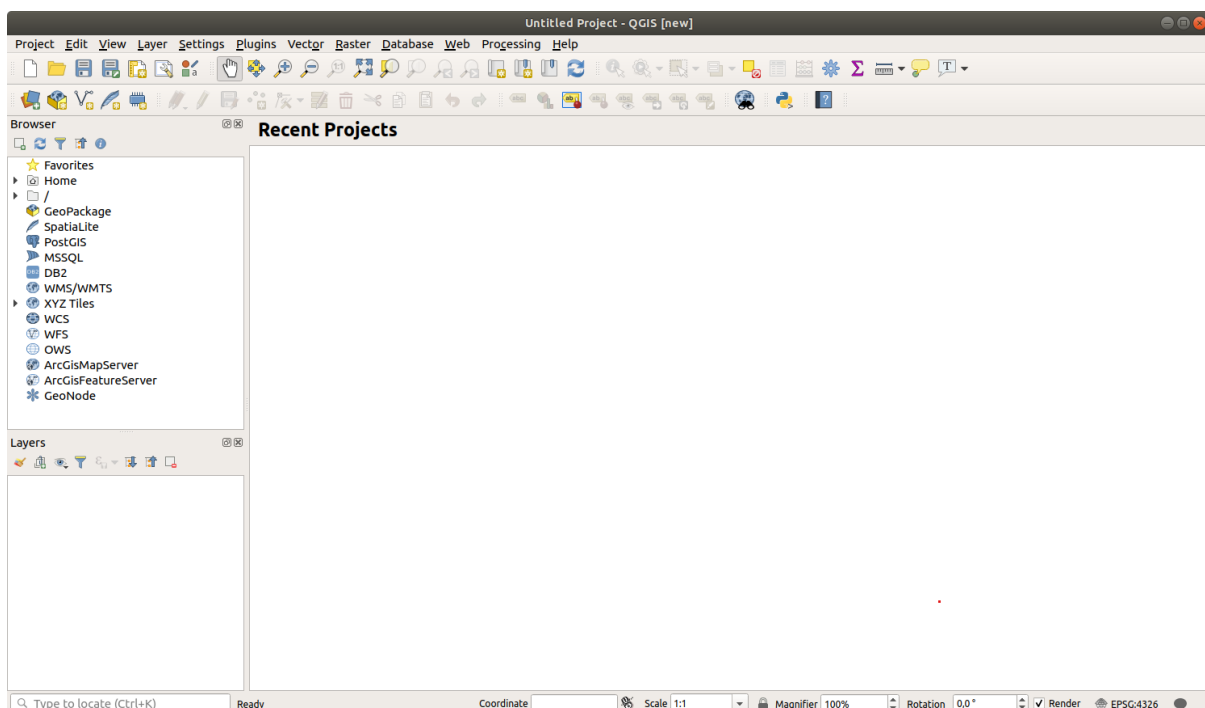 Untitled Project - QGIS [new]
Project Edit View Layer Settings Plugins Vector Raster Database Web Processing Help
Browser
Recent Projects
Favorites
Home
/
GeoPackage
SpatiaLite
PostGIS
MSSQL
DB2
WMS/WMTS
XYZ Tiles
WCS
WFS
OWS
ArcGisMapServer
ArcGisFeatureServer
GeoNode
Layers
Type to locate (Ctrl+K) Ready Coordinate Scale 1:1 Magnifier 100% Rotation 0,0° Render EPSG:4326